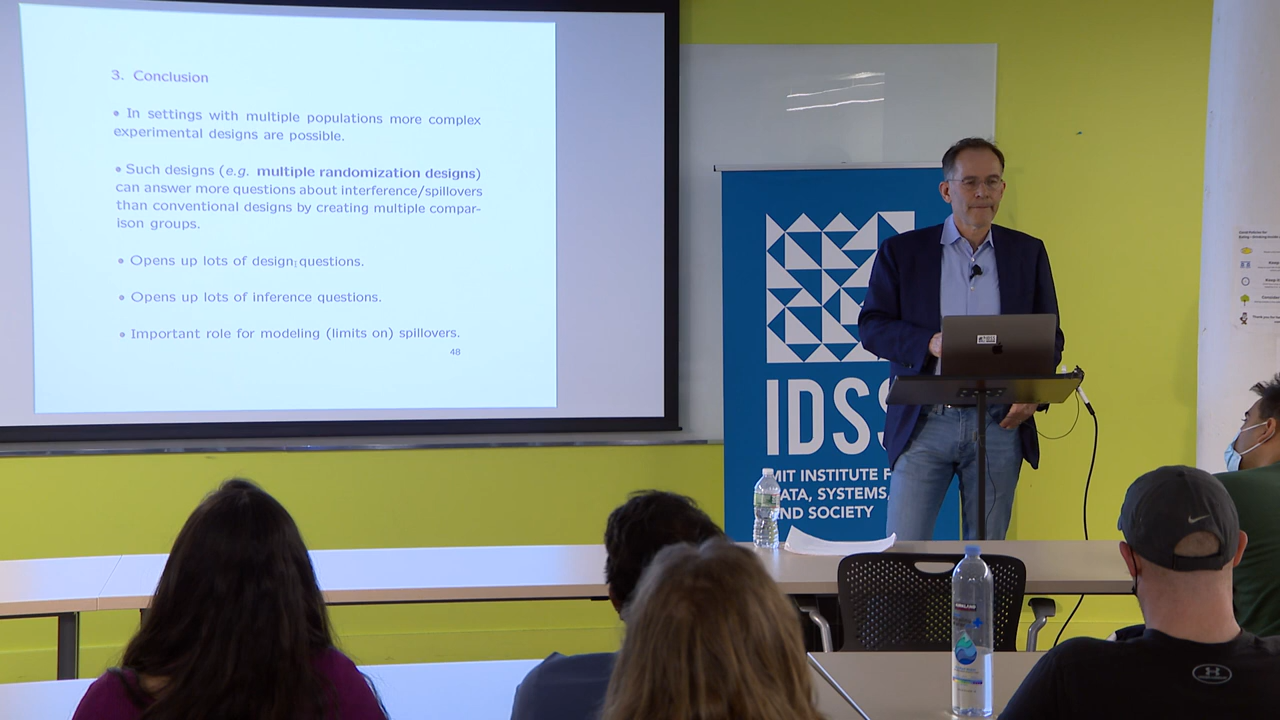 3. Conclusion
• In settings with multiple populations more complex
experimental designs are possible.
• Such designs (e.g. multiple randomization designs)
can answer more questions about interference/spillovers
than conventional designs by creating multiple compar-
ison groups.
• Opens up lots of design questions.
• Opens up lots of inference questions.
• Important role for modeling (limits on) spillovers.
48
IDSS
MIT INSTITUTE F
ATA, SYSTEMS,
ND SOCIETY
KIRKLAND